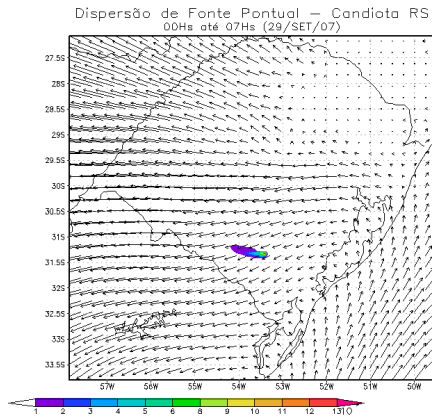 Dispersão de Fonte Pontual – Candiota RS
00Hs até 07Hs (29/SET/07)
27.5S
28S
28.5S
29S
29.5S
30S
30.5S
31S
31.5S
32S
32.5S
33S
33.5S
57W 56W 55W 54W 53W 52W 51W 50W
1 2 3 4 5 6 8 9 10 11 12 1310